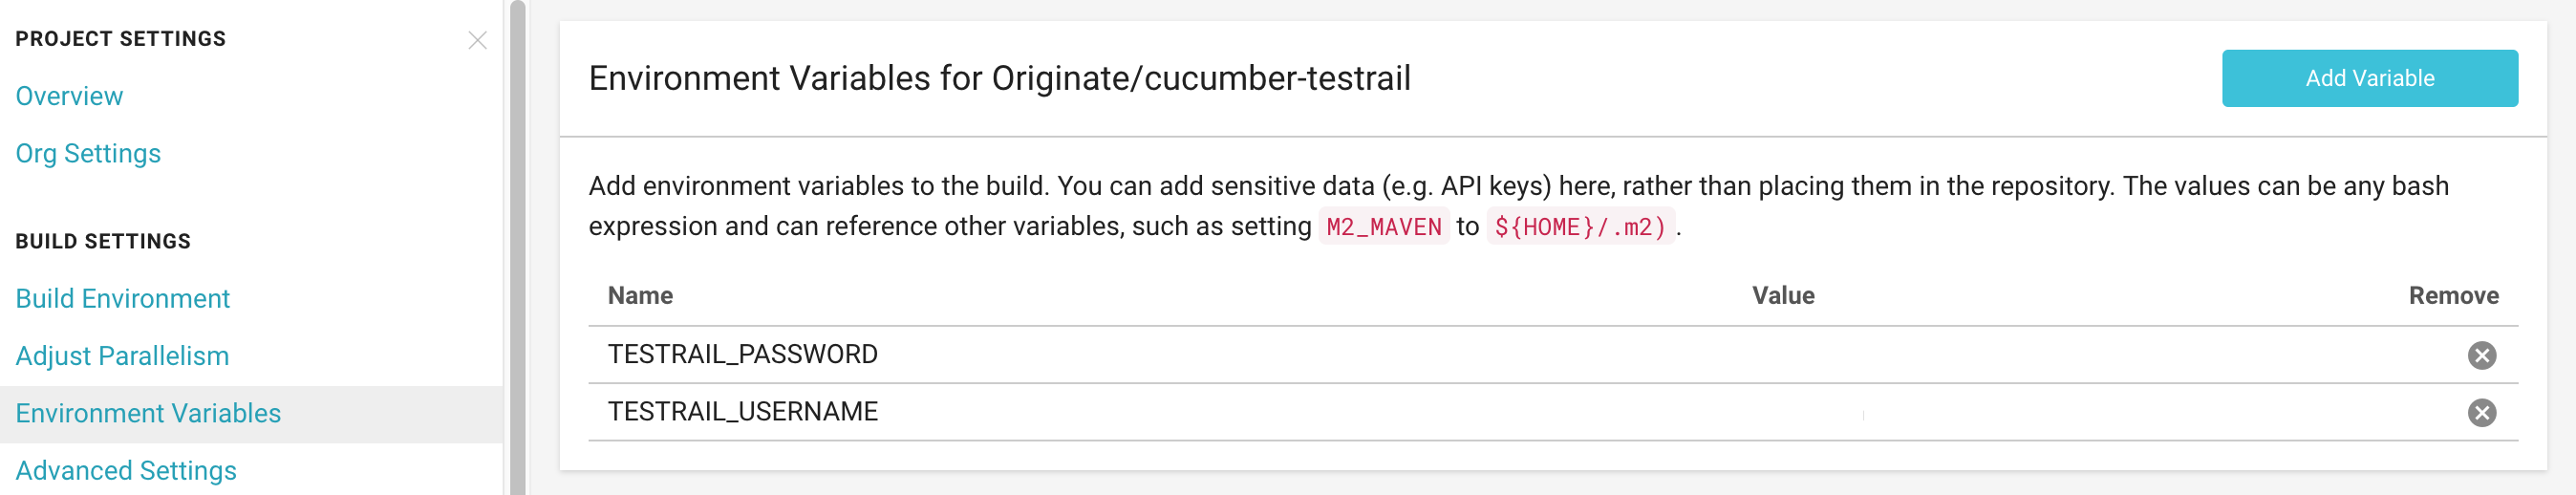 PROJECT SETTINGS
Overview
Org Settings
BUILD SETTINGS
Build Environment
Adjust Parallelism
Environment Variables
Advanced Settings
Environment Variables for Originate/cucumber-testrail
Add Variable
Add environment variables to the build. You can add sensitive data (e.g. API keys) here, rather than placing them in the repository. The values can be any bash
expression and can reference other variables, such as setting M2_MAVEN to ${HOME}/.m2).
Name Value Remove
TESTRAIL_PASSWORD
TESTRAIL_USERNAME